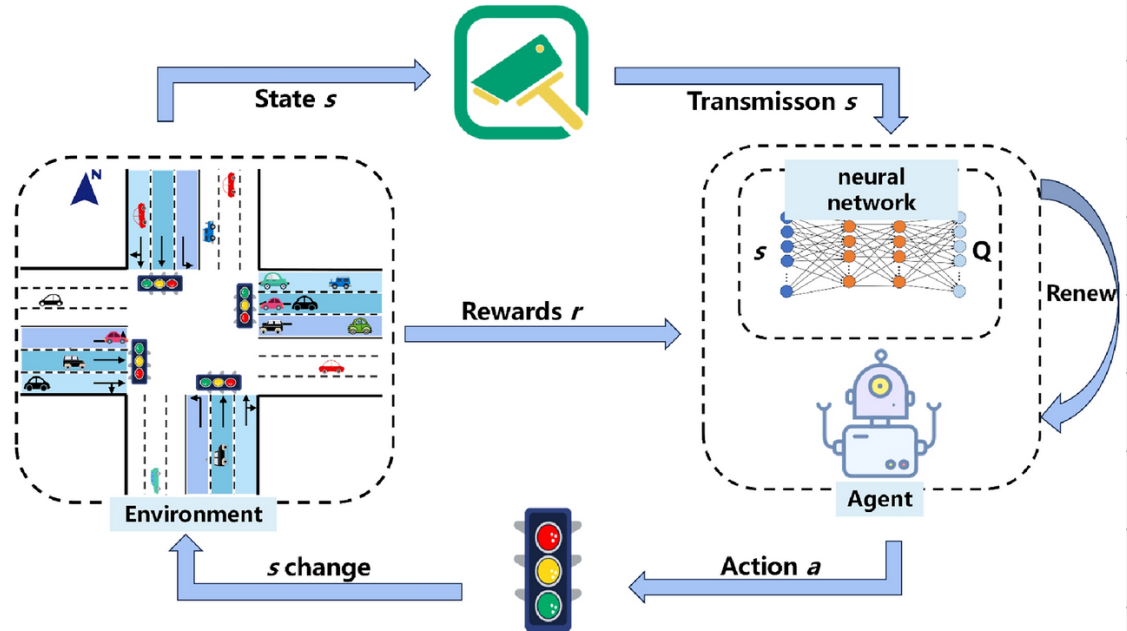 State s
Transmisson s
N
neural
network
s
Q
Renew
Rewards r
Environment
Agent
s change
Action a